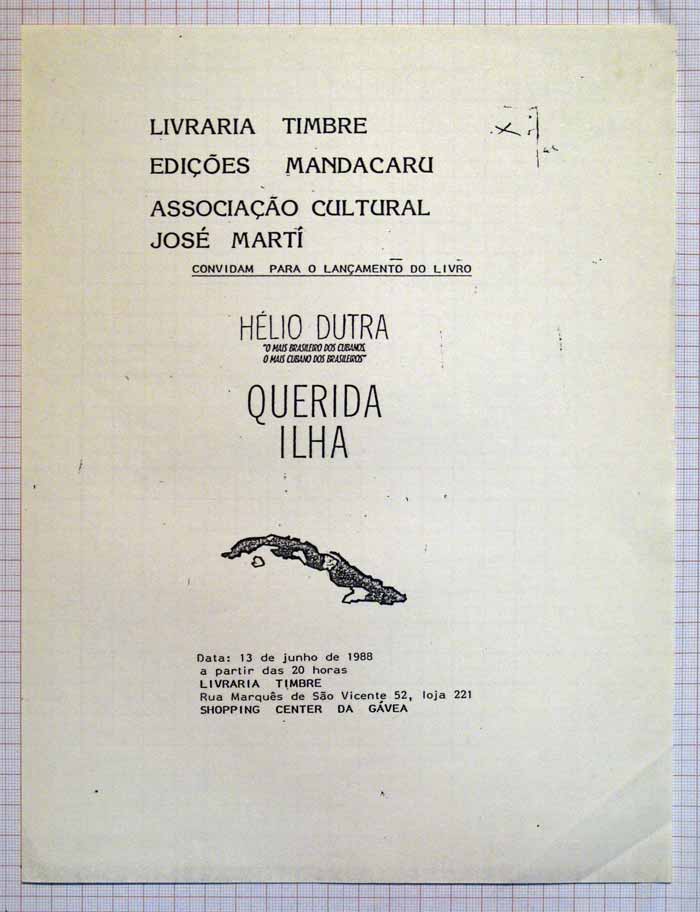 LIVRARIA TIMBRE
EDIÇÕES MANDACARU
ASSOCIAÇÃO CULTURAL
JOSÉ MARTÍ
CONVIDAM PARA O LANÇAMENTO DO LIVRO
HÉLIO DUTRA
"O MAIS BRASILEIRO DOS CUBANOS,
O MAIS CUBANO DOS BRASILEIROS"
QUERIDA
ILHA
Data: 13 de junho de 1988
a partir das 20 horas
LIVRARIA TIMBRE
Rua Marquês de São Vicente 52, loja 221
SHOPPING CENTER DA GÁVEA